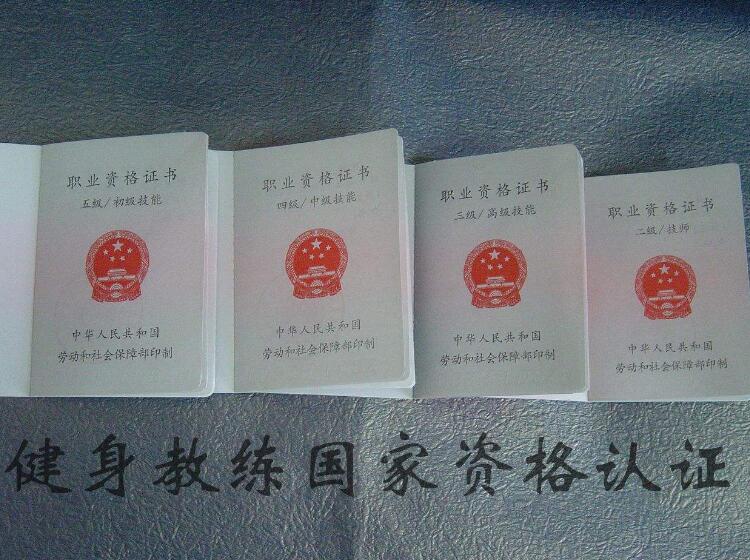 职业资格证书
五级/初级技能
中华人民共和国
劳动和社会保障部印制
职业资格证书
四级/中级技能
中华人民共和国
劳动和社会保障部印制
职业资格证书
三级/高级技能
中华人民共和国
劳动和社会保障部印制
职业资格证书
二级/技师
中华人民共和国
劳动和社会保障部印制
健身教练国家资格认证